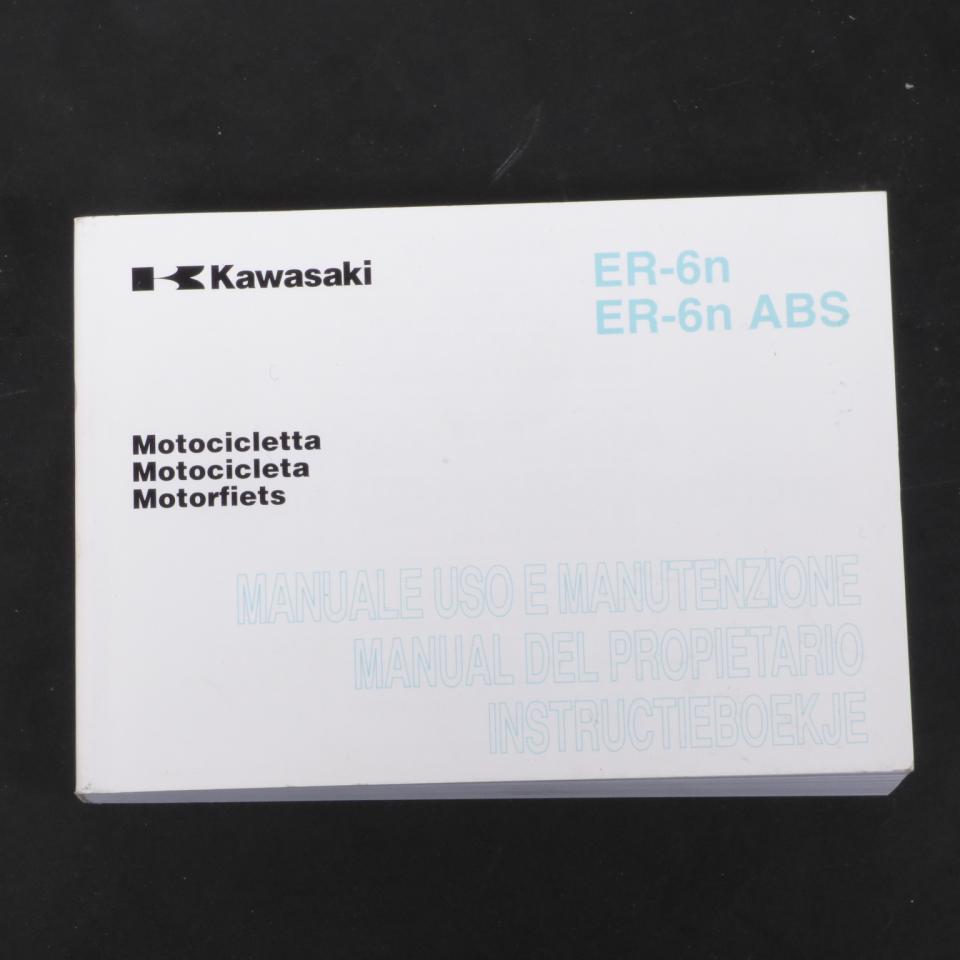 Kawasaki
ER-6n
ER-6n ABS
Motocicletta
Motocicleta
Motorfiets
MANUALE USO E MANUTENZIONE
MANUAL DEL PROPIETARIO
INSTRUCTIEBOEKJE